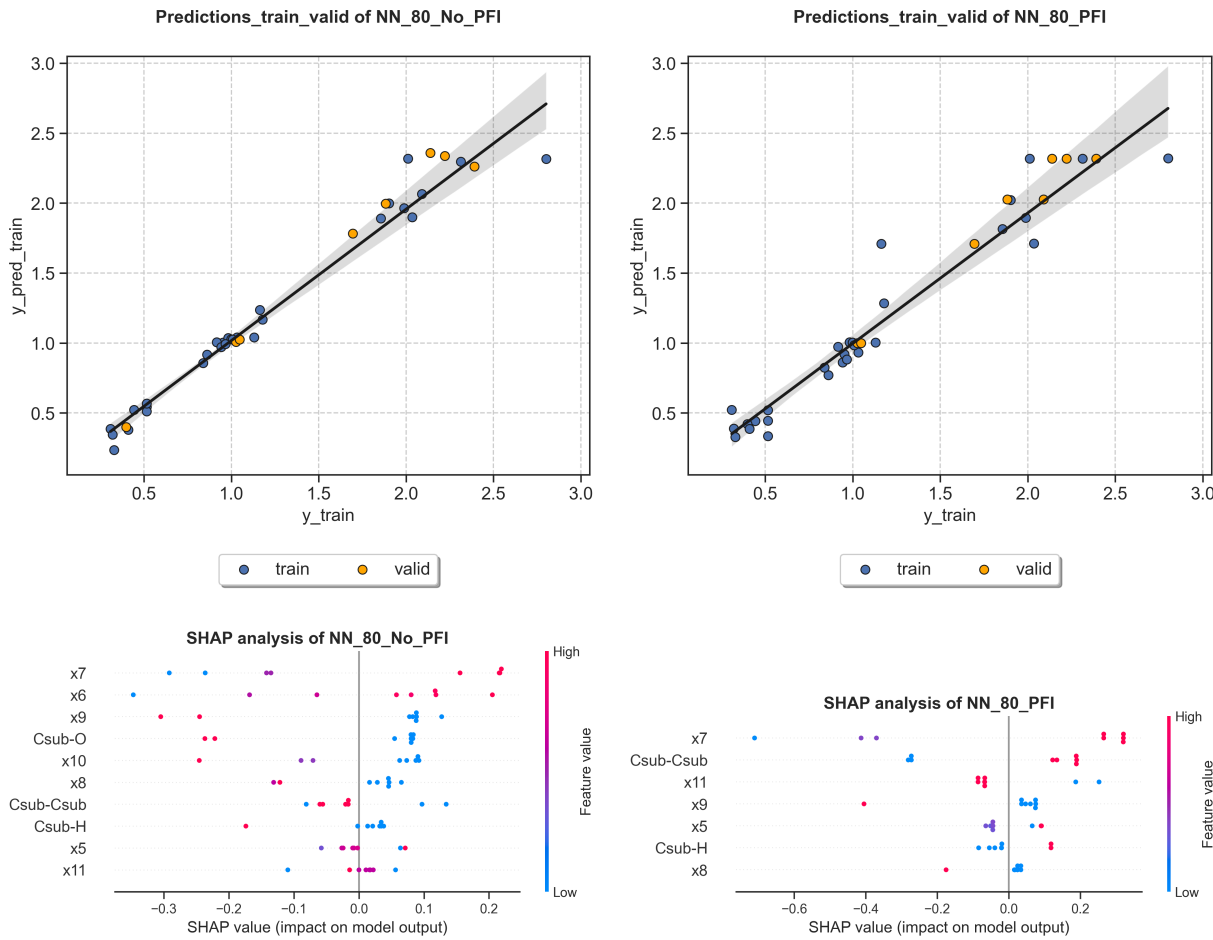 Predictions_train_valid of NN_80_No_PFI
3.0
2.5
2.0
1.5
1.0
0.5
y_pred_train
0.5 1.0 1.5 2.0 2.5 3.0
y_train
train valid
Predictions_train_valid of NN_80_PFI
3.0
2.5
2.0
1.5
1.0
0.5
y_pred_train
0.5 1.0 1.5 2.0 2.5 3.0
y_train
train valid
SHAP analysis of NN_80_No_PFI
High
x7
x6
x9
Csub-O
x10
x8
Csub-Csub
Csub-H
x5
x11
Feature value
Low
−0.3 −0.2 −0.1 0.0 0.1 0.2
SHAP value (impact on model output)
SHAP analysis of NN_80_PFI
High
x7
Csub-Csub
x11
x9
x5
Csub-H
x8
Feature value
Low
−0.6 −0.4 −0.2 0.0 0.2
SHAP value (impact on model output)